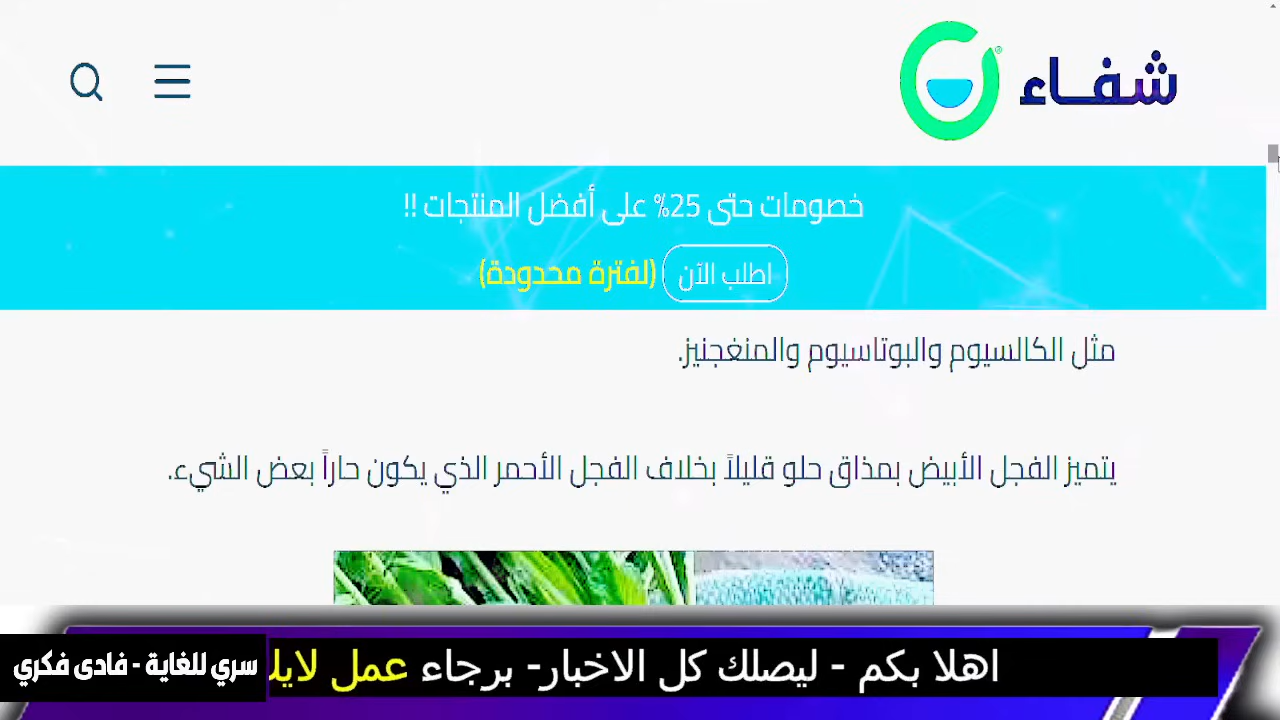 شفاء
خصومات حتى 25% على أفضل المنتجات !!
اطلب الآن (لفترة محدودة)
مثل الكالسيوم والبوتاسيوم والمنغجنيز.
يتميز الفجل الأبيض بمذاق حلو قليلاً بخلاف الفجل الأحمر الذي يكون حاراً بعض الشيء.
اهلا بكم - ليصلك كل الاخبار- برجاء عمل
سري للغاية - فادى فكري